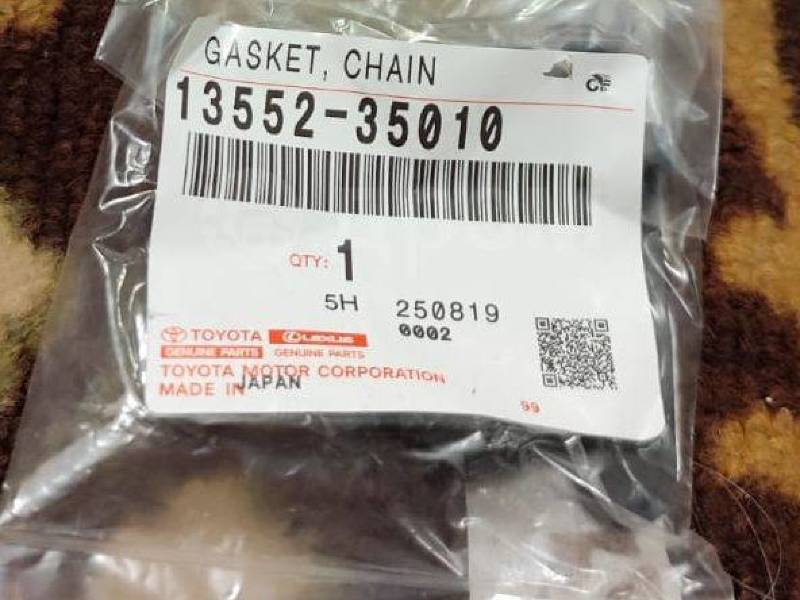 GASKET, CHAIN
13552-35010
QTY: 1
5H 250819
0002
TOYOTA LEXUS
GENUINE PARTS GENUINE PARTS
TOYOTA MOTOR CORPORATION
MADE IN JAPAN
99